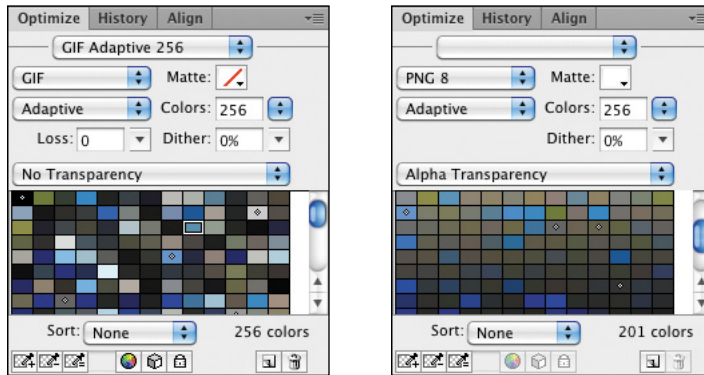 Optimize History Align
GIF Adaptive 256
GIF Matte:
Adaptive Colors: 256
Loss: 0 Dither: 0%
No Transparency
Sort: None 256 colors
Optimize History Align
PNG 8 Matte:
Adaptive Colors: 256
Dither: 0%
Alpha Transparency
Sort: None 201 colors